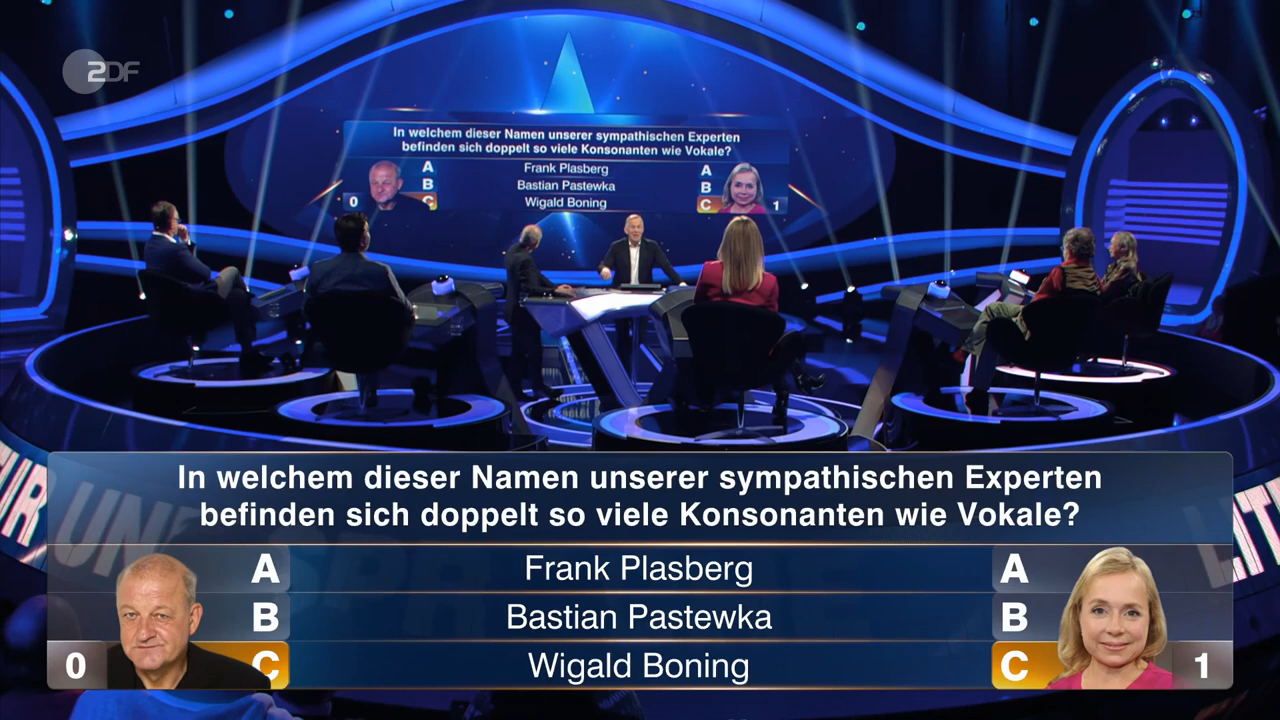 ZDF
In welchem dieser Namen unserer sympathischen Experten
befinden sich doppelt so viele Konsonanten wie Vokale?
A Frank Plasberg A
B Bastian Pastewka B
0 C Wigald Boning C 1
In welchem dieser Namen unserer sympathischen Experten
befinden sich doppelt so viele Konsonanten wie Vokale?
A Frank Plasberg A
B Bastian Pastewka B
0 C Wigald Boning C 1